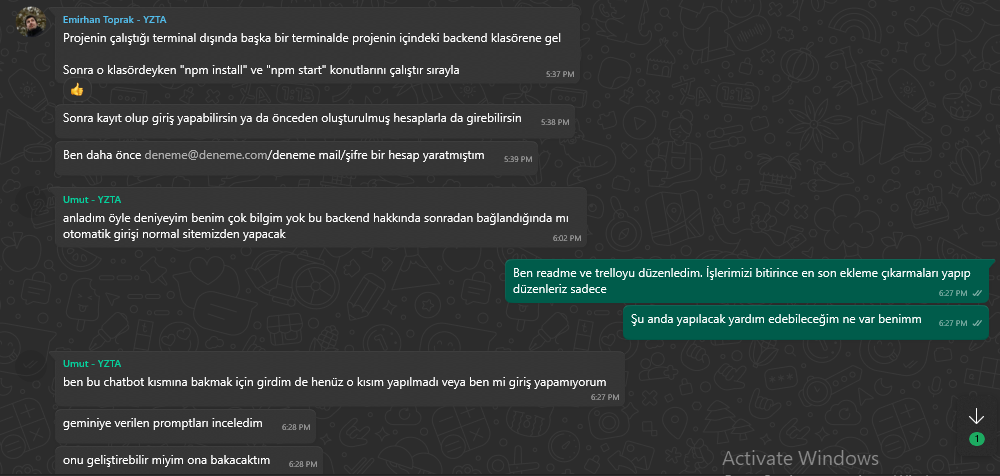 Emirhan Toprak - YZTA
Projenin çalıştığı terminal dışında başka bir terminalde projenin içindeki backend klasörene gel
Sonra o klasördeyken "npm install" ve "npm start" konutlarını çalıştır sırayla
5:37 PM
Sonra kayıt olup giriş yapabilirsin ya da önceden oluşturulmuş hesaplarla da girebilirsin
5:38 PM
Ben daha önce deneme@deneme.com/deneme mail/şifre bir hesap yaratmıştım
5:39 PM
Umut - YZTA
anladım öyle deniyeyim benim çok bilgim yok bu backend hakkında sonradan bağlandığında mı
otomatik girişi normal sitemizden yapacak
6:02 PM
Ben readme ve trelloyu düzenledim. İşlerimizi bitirince en son ekleme çıkarmaları yapıp
düzenleriz sadece
6:27 PM
Şu anda yapılacak yardım edebileceğim ne var benimm
6:27 PM
Umut - YZTA
ben bu chatbot kısmına bakmak için girdim de henüz o kısım yapılmadı veya ben mi giriş yapamıyorum
6:27 PM
geminiye verilen promptları inceledim
6:28 PM
onu geliştirebilir miyim ona bakacaktım
6:28 PM
1
Activate Windows